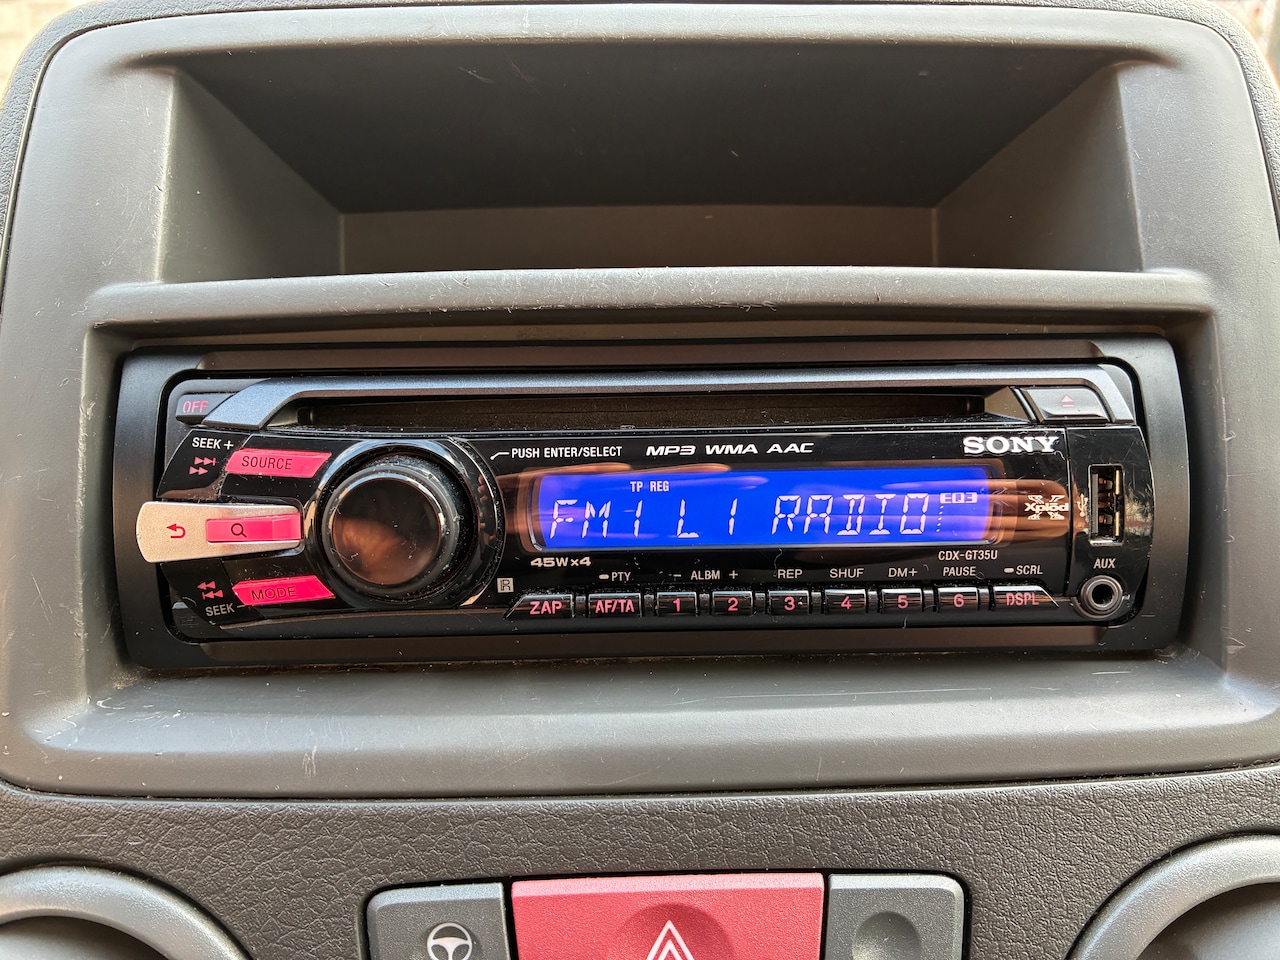 OFF
SEEK +
SOURCE
PUSH ENTER/SELECT
MP3 WMA AAC
SONY
TP REG
FM1 L1 RADIO
EQ3
Xplod
45W×4
CDX-GT35U
AUX
MODE
SEEK –
PTY
– ALBM +
REP
SHUF
DM+
PAUSE
SCRL
ZAP
AF/TA
1
2
3
4
5
6
DSPL